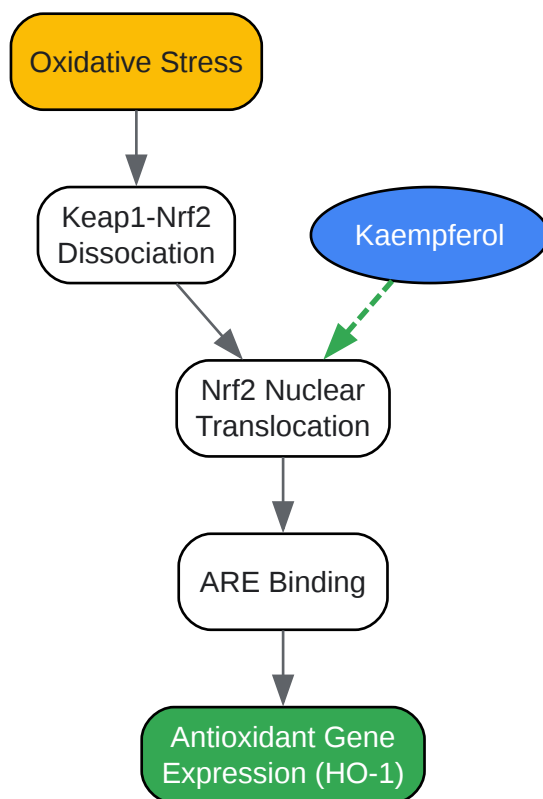 Oxidative Stress
Keap1-Nrf2
Dissociation
Kaempferol
Nrf2 Nuclear
Translocation
ARE Binding
Antioxidant Gene
Expression (HO-1)